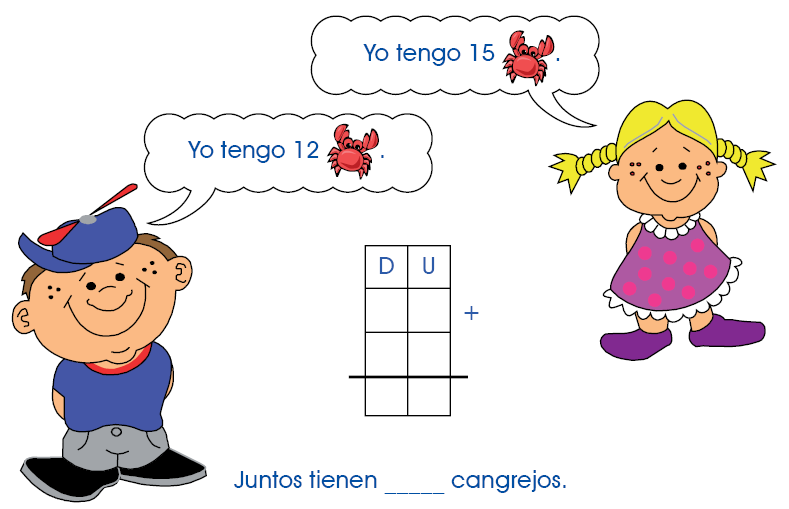 Yo tengo 15 .
Yo tengo 12 .
D U
+
Juntos tienen _____ cangrejos.